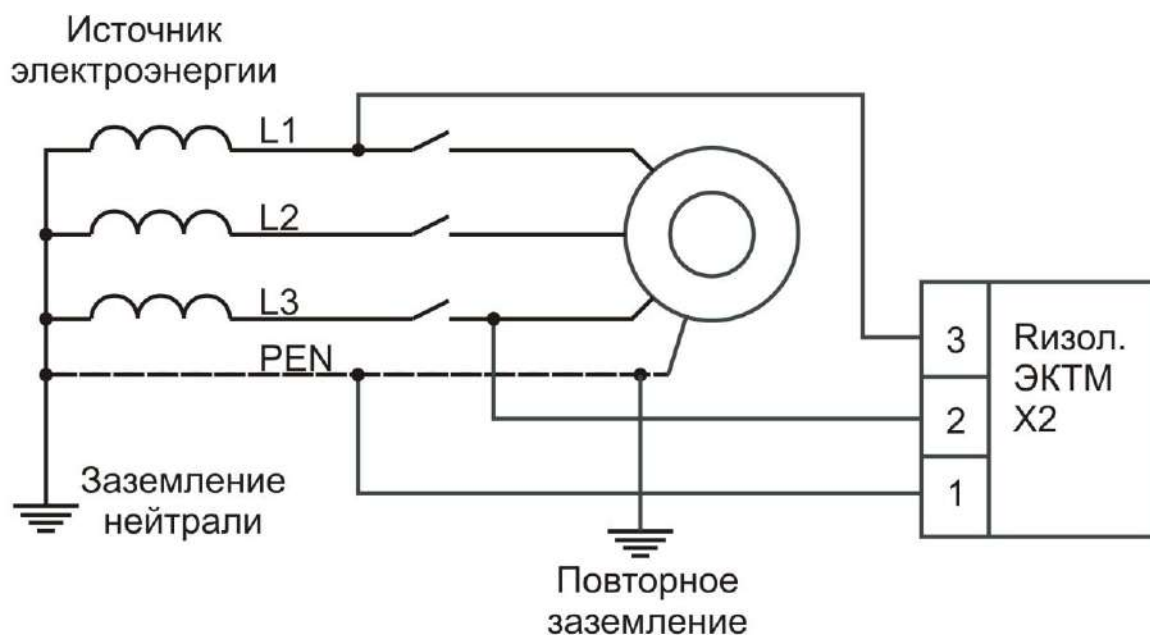 Источник
электроэнергии
L1
L2
L3
PEN
Заземление
нейтрали
Повторное
заземление
3
2
1
Rизол.
ЭКТМ
X2